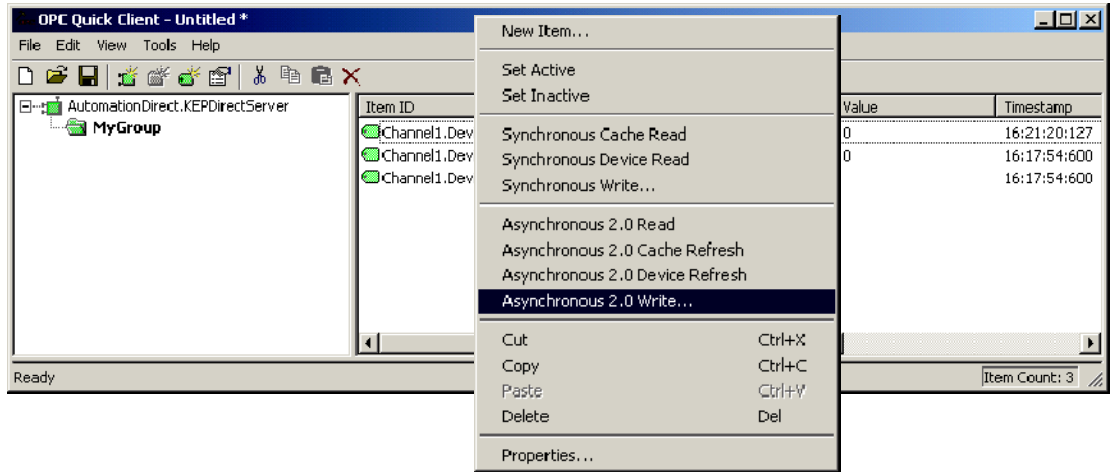 OPC Quick Client - Untitled *
File Edit View Tools Help
AutomationDirect.KEPDirectServer
MyGroup
Item ID Value Timestamp
Channel1.Dev 0 16:21:20:127
Channel1.Dev 0 16:17:54:600
Channel1.Dev 16:17:54:600
New Item...
Set Active
Set Inactive
Synchronous Cache Read
Synchronous Device Read
Synchronous Write...
Asynchronous 2.0 Read
Asynchronous 2.0 Cache Refresh
Asynchronous 2.0 Device Refresh
Asynchronous 2.0 Write...
Cut Ctrl+X
Copy Ctrl+C
Paste Ctrl+V
Delete Del
Properties...
Ready Item Count: 3